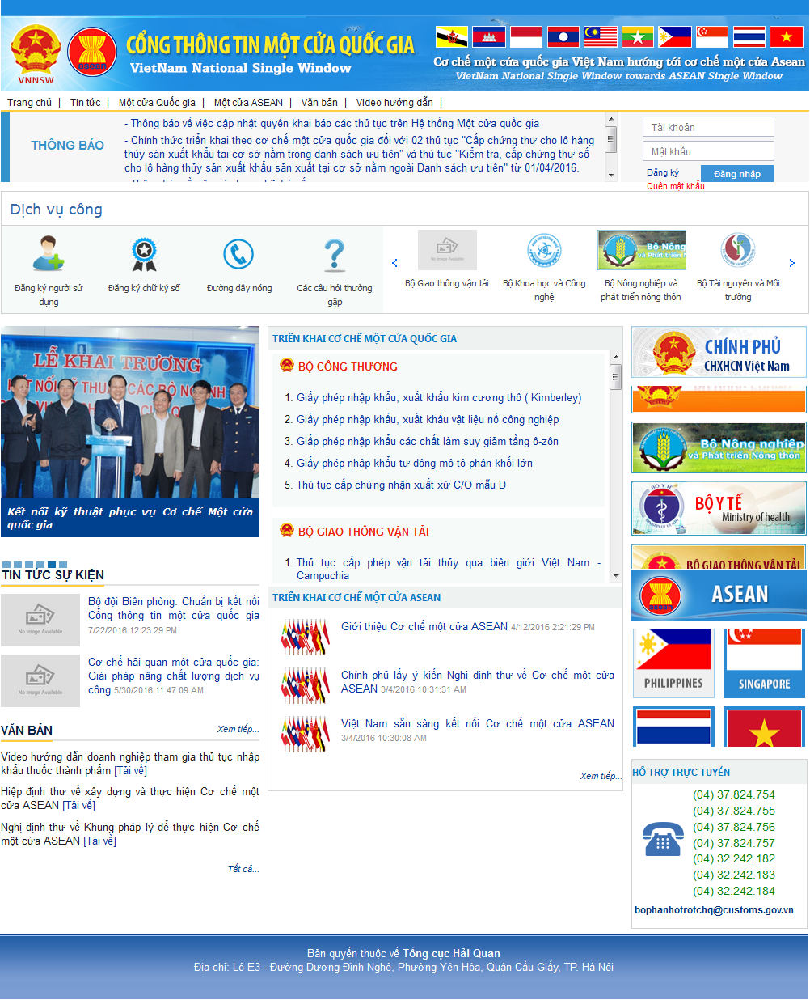 VNNSW
asean
CỔNG THÔNG TIN MỘT CỬA QUỐC GIA
VietNam National Single Window
Cơ chế một cửa quốc gia Việt Nam hướng tới cơ chế một cửa Asean
VietNam National Single Window towards ASEAN Single Window
Trang chủ | Tin tức | Một cửa Quốc gia | Một cửa ASEAN | Văn bản | Video hướng dẫn |
THÔNG BÁO
- Thông báo về việc cập nhật quyền khai báo các thủ tục trên Hệ thống Một cửa quốc gia
- Chính thức triển khai theo cơ chế một cửa quốc gia đối với 02 thủ tục "Cấp chứng thư cho lô hàng
thủy sản xuất khẩu tại cơ sở nằm trong danh sách ưu tiên" và thủ tục "Kiểm tra, cấp chứng thư số
cho lô hàng thủy sản xuất khẩu sản xuất tại cơ sở nằm ngoài Danh sách ưu tiên" từ 01/04/2016.
Tài khoản
Mật khẩu
Đăng ký
Đăng nhập
Quên mật khẩu
Dịch vụ công
Đăng ký người sử
dụng
Đăng ký chữ ký số
Đường dây nóng
Các câu hỏi thường
gặp
No Image Available
Bộ Giao thông vận tải
Bộ Khoa học và Công
nghệ
Bộ Nông
và Phát triển N
Bộ Nông nghiệp và
phát triển nông thôn
Bộ Tài nguyên và Môi
trường
LỄ KHAI TRƯƠNG
Kết nối kỹ thuật phục vụ Cơ chế Một cửa
quốc gia
TIN TỨC SỰ KIỆN
No Image Available
Bộ đội Biên phòng: Chuẩn bị kết nối
Cổng thông tin một cửa quốc gia
7/22/2016 12:23:29 PM
No Image Available
Cơ chế hải quan một cửa quốc gia:
Giải pháp nâng chất lượng dịch vụ
công 5/30/2016 11:47:09 AM
VĂN BẢN
Xem tiếp...
Video hướng dẫn doanh nghiệp tham gia thủ tục nhập
khẩu thuốc thành phẩm [Tải về]
Hiệp định thư về xây dựng và thực hiện Cơ chế một
cửa ASEAN [Tải về]
Nghị định thư về Khung pháp lý để thực hiện Cơ chế
một cửa ASEAN [Tải về]
Tất cả...
TRIỂN KHAI CƠ CHẾ MỘT CỬA QUỐC GIA
BỘ CÔNG THƯƠNG
1. Giấy phép nhập khẩu, xuất khẩu kim cương thô ( Kimberley)
2. Giấy phép nhập khẩu, xuất khẩu vật liệu nổ công nghiệp
3. Giấp phép nhập khẩu các chất làm suy giảm tầng ô-zôn
4. Giấy phép nhập khẩu tự động mô-tô phân khối lớn
5. Thủ tục cấp chứng nhận xuất xứ C/O mẫu D
BỘ GIAO THÔNG VẬN TẢI
1. Thủ tục cấp phép vận tải thủy qua biên giới Việt Nam -
Campuchia
TRIỂN KHAI CƠ CHẾ MỘT CỬA ASEAN
Giới thiệu Cơ chế một cửa ASEAN 4/12/2016 2:21:29 PM
Chính phủ lấy ý kiến Nghị định thư về Cơ chế một cửa
ASEAN 3/4/2016 10:31:31 AM
Việt Nam sẵn sàng kết nối Cơ chế một cửa ASEAN
3/4/2016 10:30:08 AM
Xem tiếp...
CHÍNH PHỦ
CHXHCN Việt Nam
Bộ Nông nghiệp
và Phát triển Nông thôn
BỘ Y TẾ
Ministry of health
BỘ GIAO THÔNG VẬN TẢI
asean
ASEAN
PHILIPPINES
SINGAPORE
HỖ TRỢ TRỰC TUYẾN
(04) 37.824.754
(04) 37.824.755
(04) 37.824.756
(04) 37.824.757
(04) 32.242.182
(04) 32.242.183
(04) 32.242.184
bophanhotrotchq@customs.gov.vn
Bản quyền thuộc về Tổng cục Hải Quan
Địa chỉ: Lô E3 - Đường Dương Đình Nghệ, Phường Yên Hòa, Quận Cầu Giấy, TP. Hà Nội